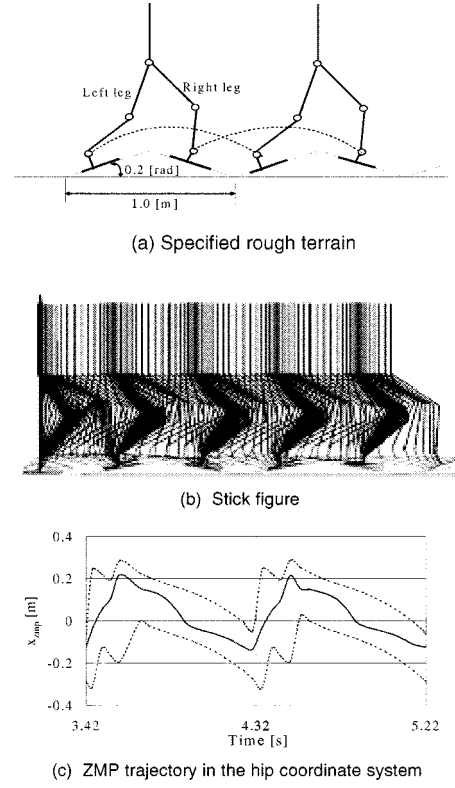 Left leg
Right leg
0.2 [rad]
1.0 [m]
(a) Specified rough terrain
(b) Stick figure
0.4
0.2
0
-0.2
-0.4
x_zmp [m]
3.42
4.32
5.22
Time [s]
(c) ZMP trajectory in the hip coordinate system